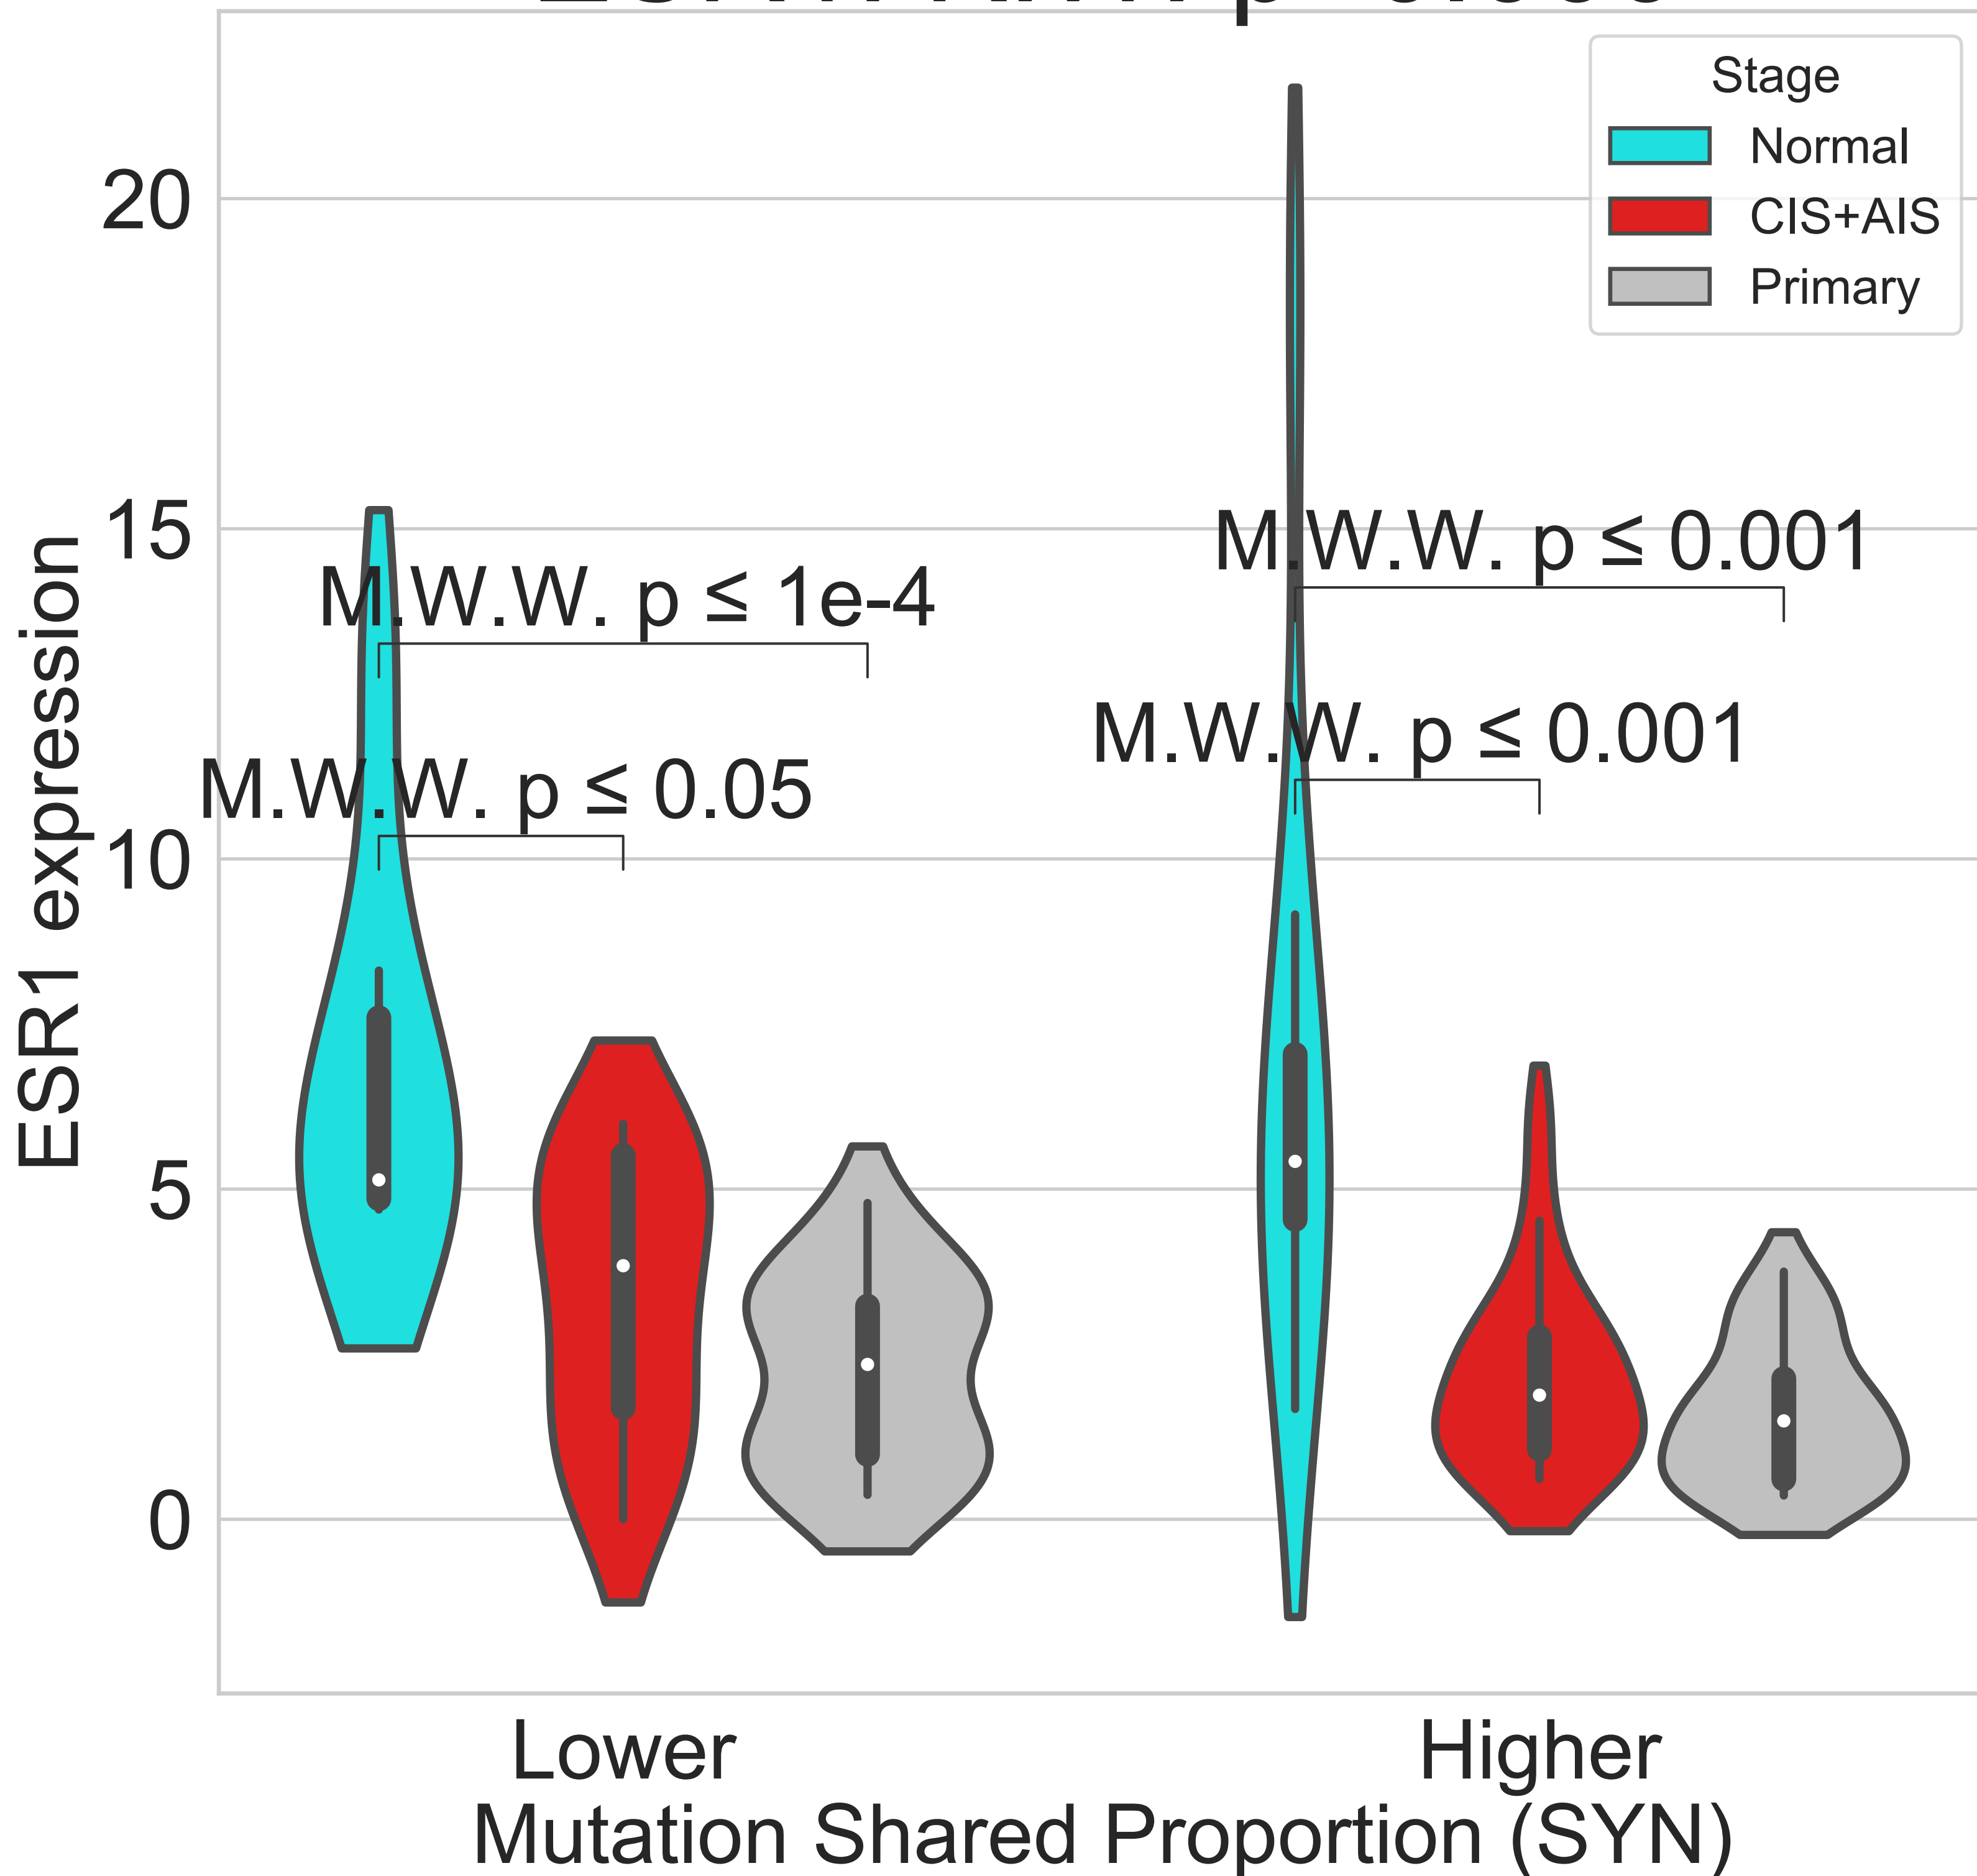 Stage
Normal
CIS+AIS
Primary
20
15
10
5
0
ESR1 expression
M.W.W. p ≤ 1e-4
M.W.W. p ≤ 0.05
M.W.W. p ≤ 0.001
M.W.W. p ≤ 0.001
Lower
Higher
Mutation Shared Proportion (SYN)